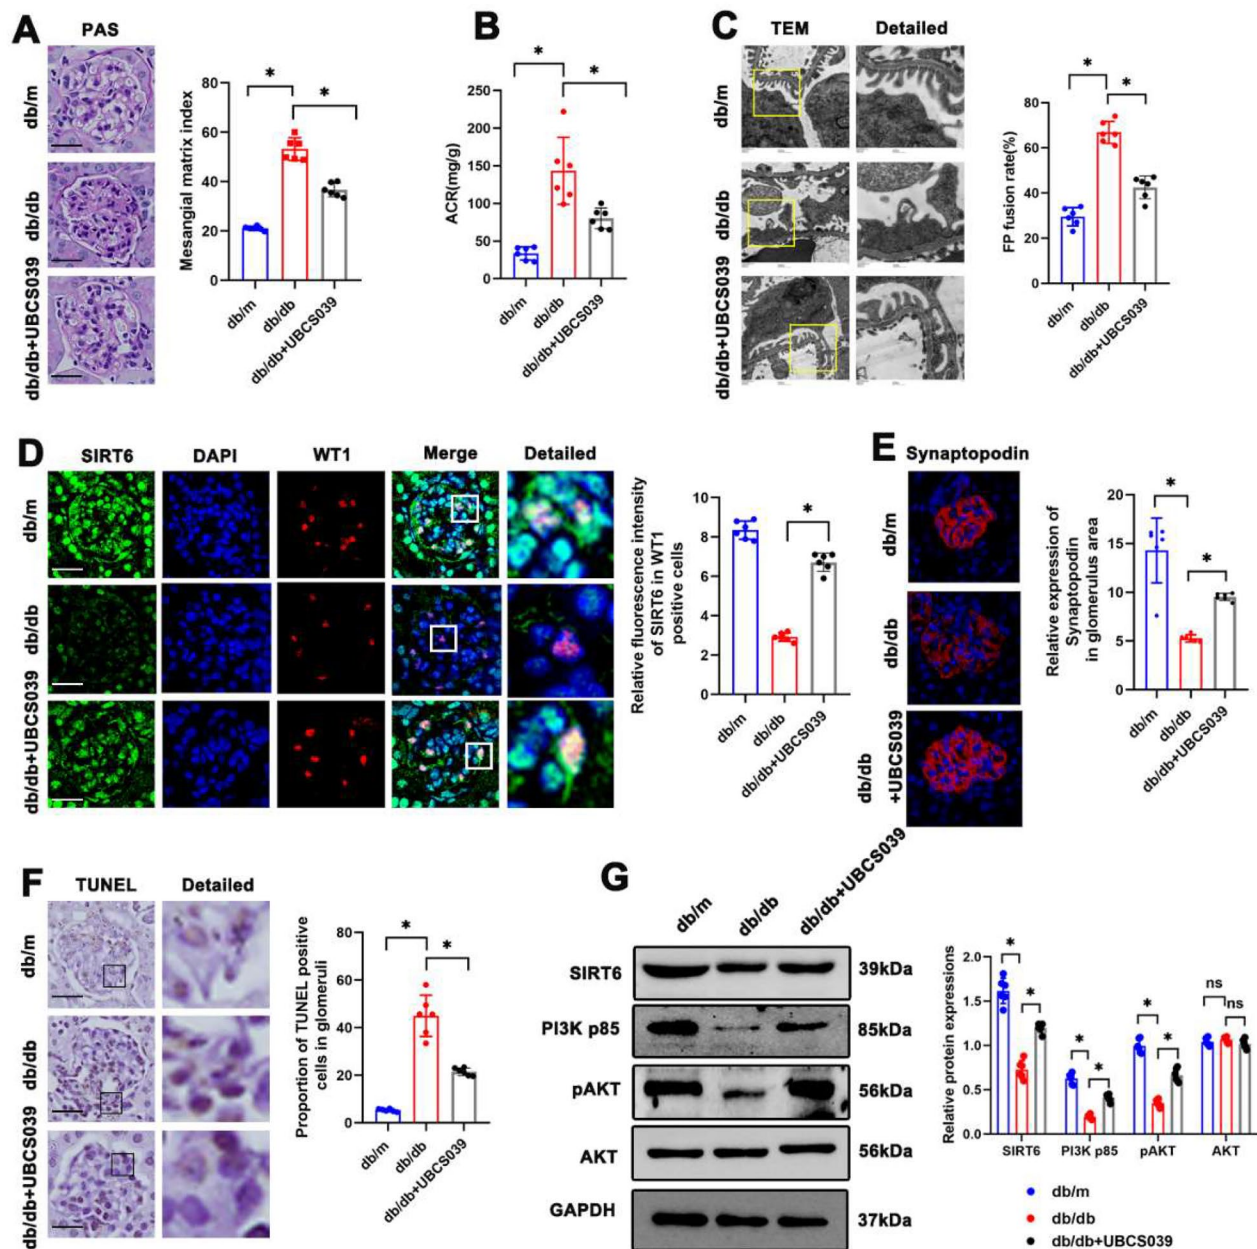 A
PAS
db/m
db/db
db/db+UBCS039
Mesangial matrix index
80
60
40
20
0
*
*
db/m
db/db
db/db+UBCS039
B
ACR(mg/g)
250
200
150
100
50
0
*
*
db/m
db/db
db/db+UBCS039
C
TEM
Detailed
db/m
db/db
db/db+UBCS039
FP fusion rate(%)
80
60
40
20
0
*
*
db/m
db/db
db/db+UBCS039
D
SIRT6
DAPI
WT1
Merge
Detailed
db/m
db/db
db/db+UBCS039
Relative fluorescence intensity
of SIRT6 in WT1
positive cells
10
8
6
4
2
0
*
db/m
db/db
db/db+UBCS039
E
Synaptopodin
db/m
db/db
db/db
+UBCS039
Relative expression of
Synaptopodin
in glomerulus area
20
15
10
5
0
*
*
db/m
db/db
db/db+UBCS039
F
TUNEL
Detailed
db/m
db/db
db/db+UBCS039
Proportion of TUNEL positive
cells in glomeruli
80
60
40
20
0
*
*
db/m
db/db
db/db+UBCS039
G
db/m
db/db
db/db+UBCS039
SIRT6
39kDa
PI3K p85
85kDa
pAKT
56kDa
AKT
56kDa
GAPDH
37kDa
Relative protein expressions
2.0
1.5
1.0
0.5
0.0
*
*
*
*
*
*
ns
ns
SIRT6
PI3K p85
pAKT
AKT
db/m
db/db
db/db+UBCS039